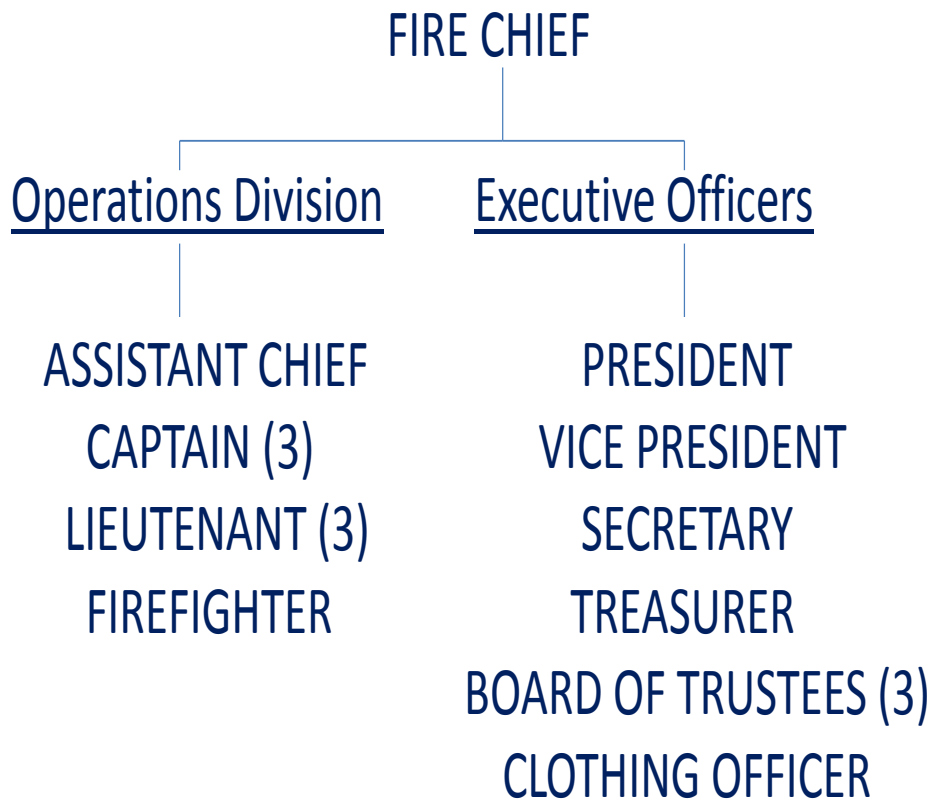 FIRE CHIEF
Operations Division
ASSISTANT CHIEF
CAPTAIN (3)
LIEUTENANT (3)
FIREFIGHTER
Executive Officers
PRESIDENT
VICE PRESIDENT
SECRETARY
TREASURER
BOARD OF TRUSTEES (3)
CLOTHING OFFICER